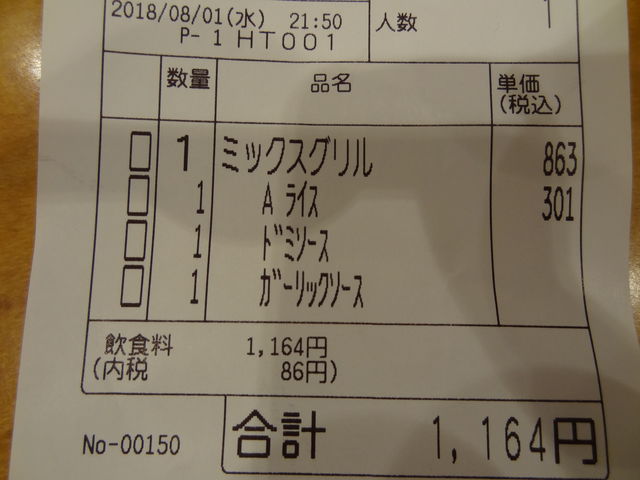 2018/08/01(水) 21:50 人数 1
P- 1 HT001
数量 品名 単価(税込)
1 ミックスグリル 863
1 A ライス 301
1 ドミソース
1 ガーリックソース
飲食料 1,164円
(内税 86円)
No-00150 合計 1,164円